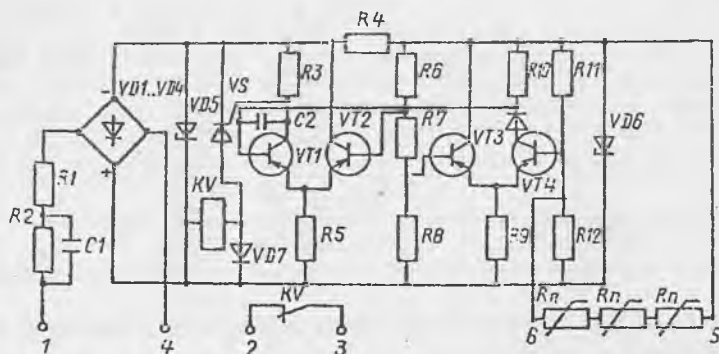 R4
VD1..VD4
VD5
VS
R3
R6
R10
R11
C2
VT2
R7
VT3
VD6
VT1
VT4
R1
R2
C1
KV
VD7
R5
R8
R9
R12
KV
Rп
Rп
Rп
1
4
2
3
6
5